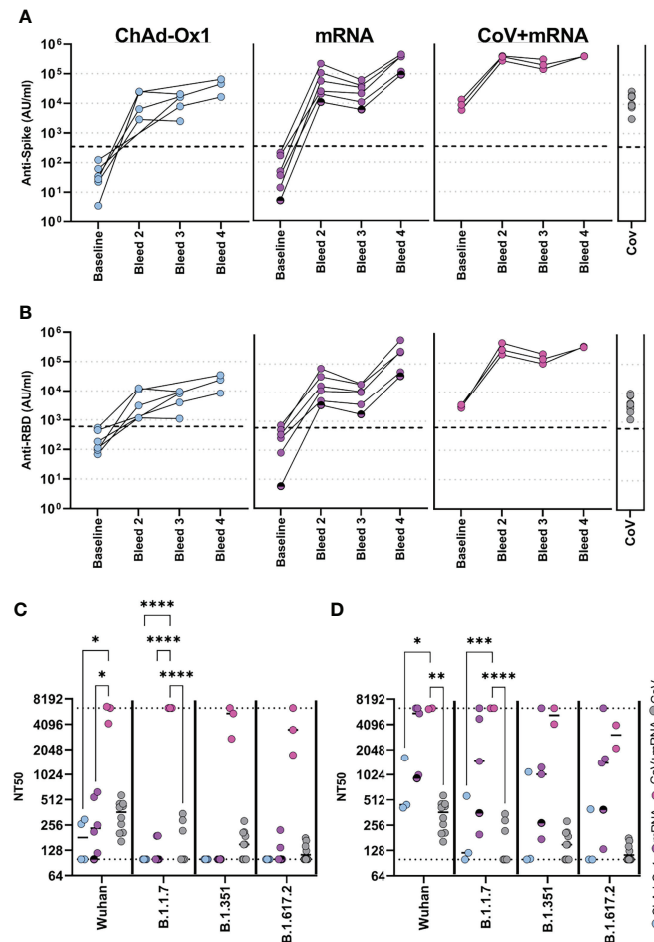 A
ChAd-Ox1 mRNA CoV+mRNA
Anti-Spike (AU/ml)
10⁶
10⁵
10⁴
10³
10²
10¹
10⁰
Baseline Bleed 2 Bleed 3 Bleed 4 Baseline Bleed 2 Bleed 3 Bleed 4 Baseline Bleed 2 Bleed 3 Bleed 4 Cov
B
Anti-RBD (AU/ml)
10⁶
10⁵
10⁴
10³
10²
10¹
10⁰
Baseline Bleed 2 Bleed 3 Bleed 4 Baseline Bleed 2 Bleed 3 Bleed 4 Baseline Bleed 2 Bleed 3 Bleed 4 CoV
C
NT50
8192
4096
2048
1024
512
256
128
64
*
*
****
****
****
Wuhan B.1.1.7 B.1.351 B.1.617.2
D
NT50
8192
4096
2048
1024
512
256
128
64
*
**
***
****
Wuhan B.1.1.7 B.1.351 B.1.617.2
CoV+mRNA CoV